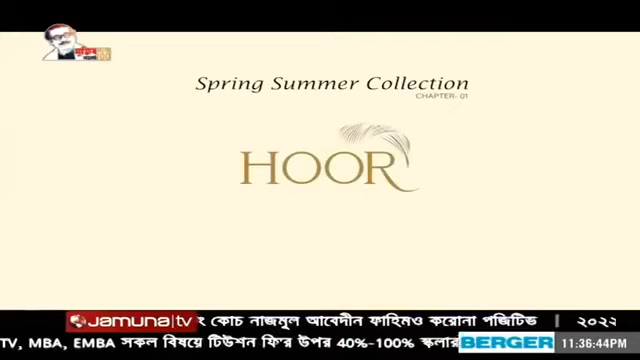 মুজিব
Spring Summer Collection
CHAPTER- 01
HOOR
Jamuna|tv
ং কোচ নাজমূল আবেদীন ফাহিমও করোনা পজিটিভ | ২০২২
TV, MBA, EMBA সকল বিষয়ে টিউশন ফি'র উপর 40%-100% স্কলার
BERGER
11:36:44PM